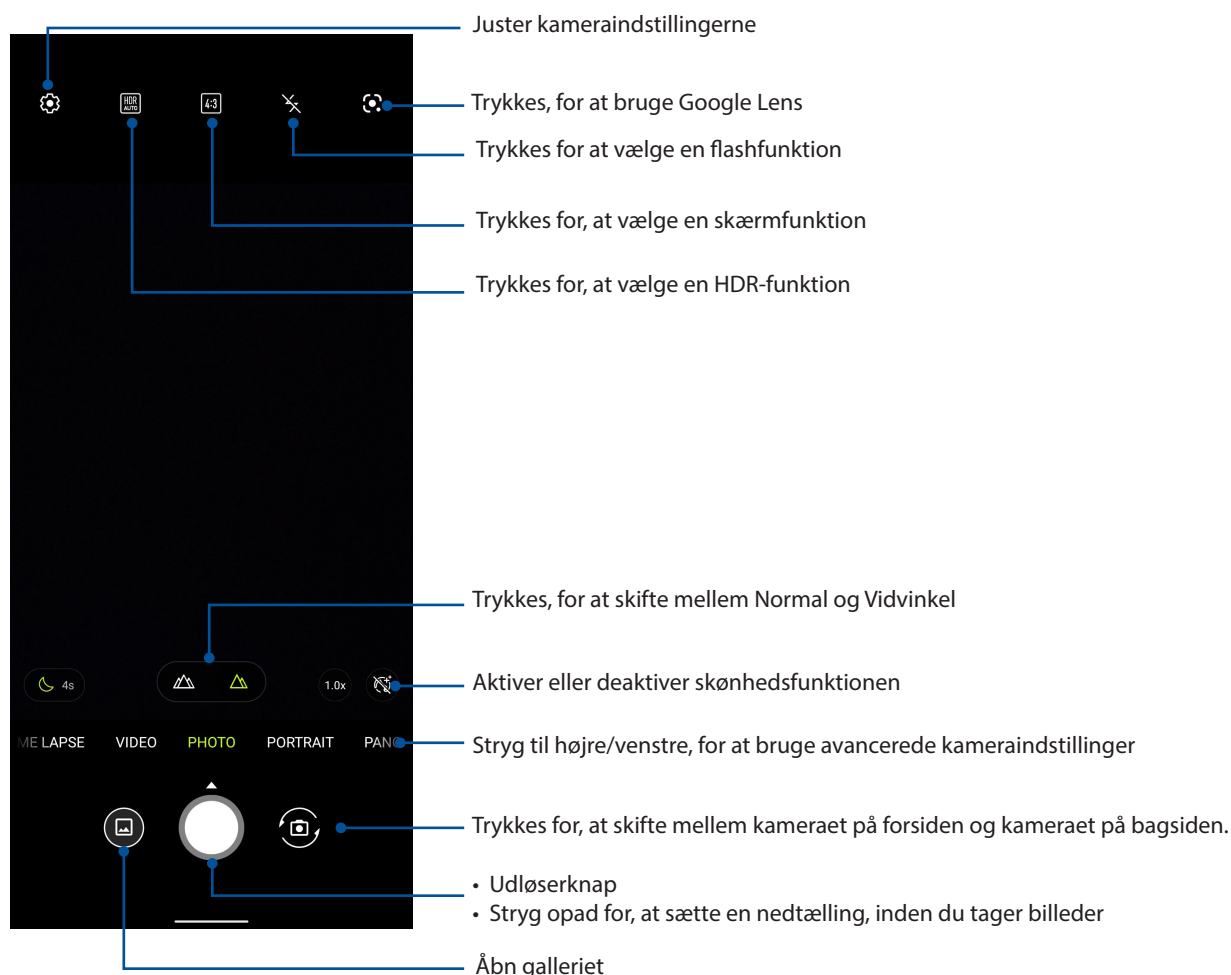 Juster kameraindstillingerne
HDR
AUTO
4:3
Trykkes, for at bruge Google Lens
Trykkes for at vælge en flashfunktion
Trykkes for, at vælge en skærmfunktion
Trykkes for, at vælge en HDR-funktion
Trykkes, for at skifte mellem Normal og Vidvinkel
4s
1.0x
Aktiver eller deaktiver skønhedsfunktionen
ME LAPSE VIDEO PHOTO PORTRAIT PANO
Stryg til højre/venstre, for at bruge avancerede kameraindstillinger
Trykkes for, at skifte mellem kameraet på forsiden og kameraet på bagsiden.
• Udløserknap
• Stryg opad for, at sætte en nedtælling, inden du tager billeder
Åbn galleriet